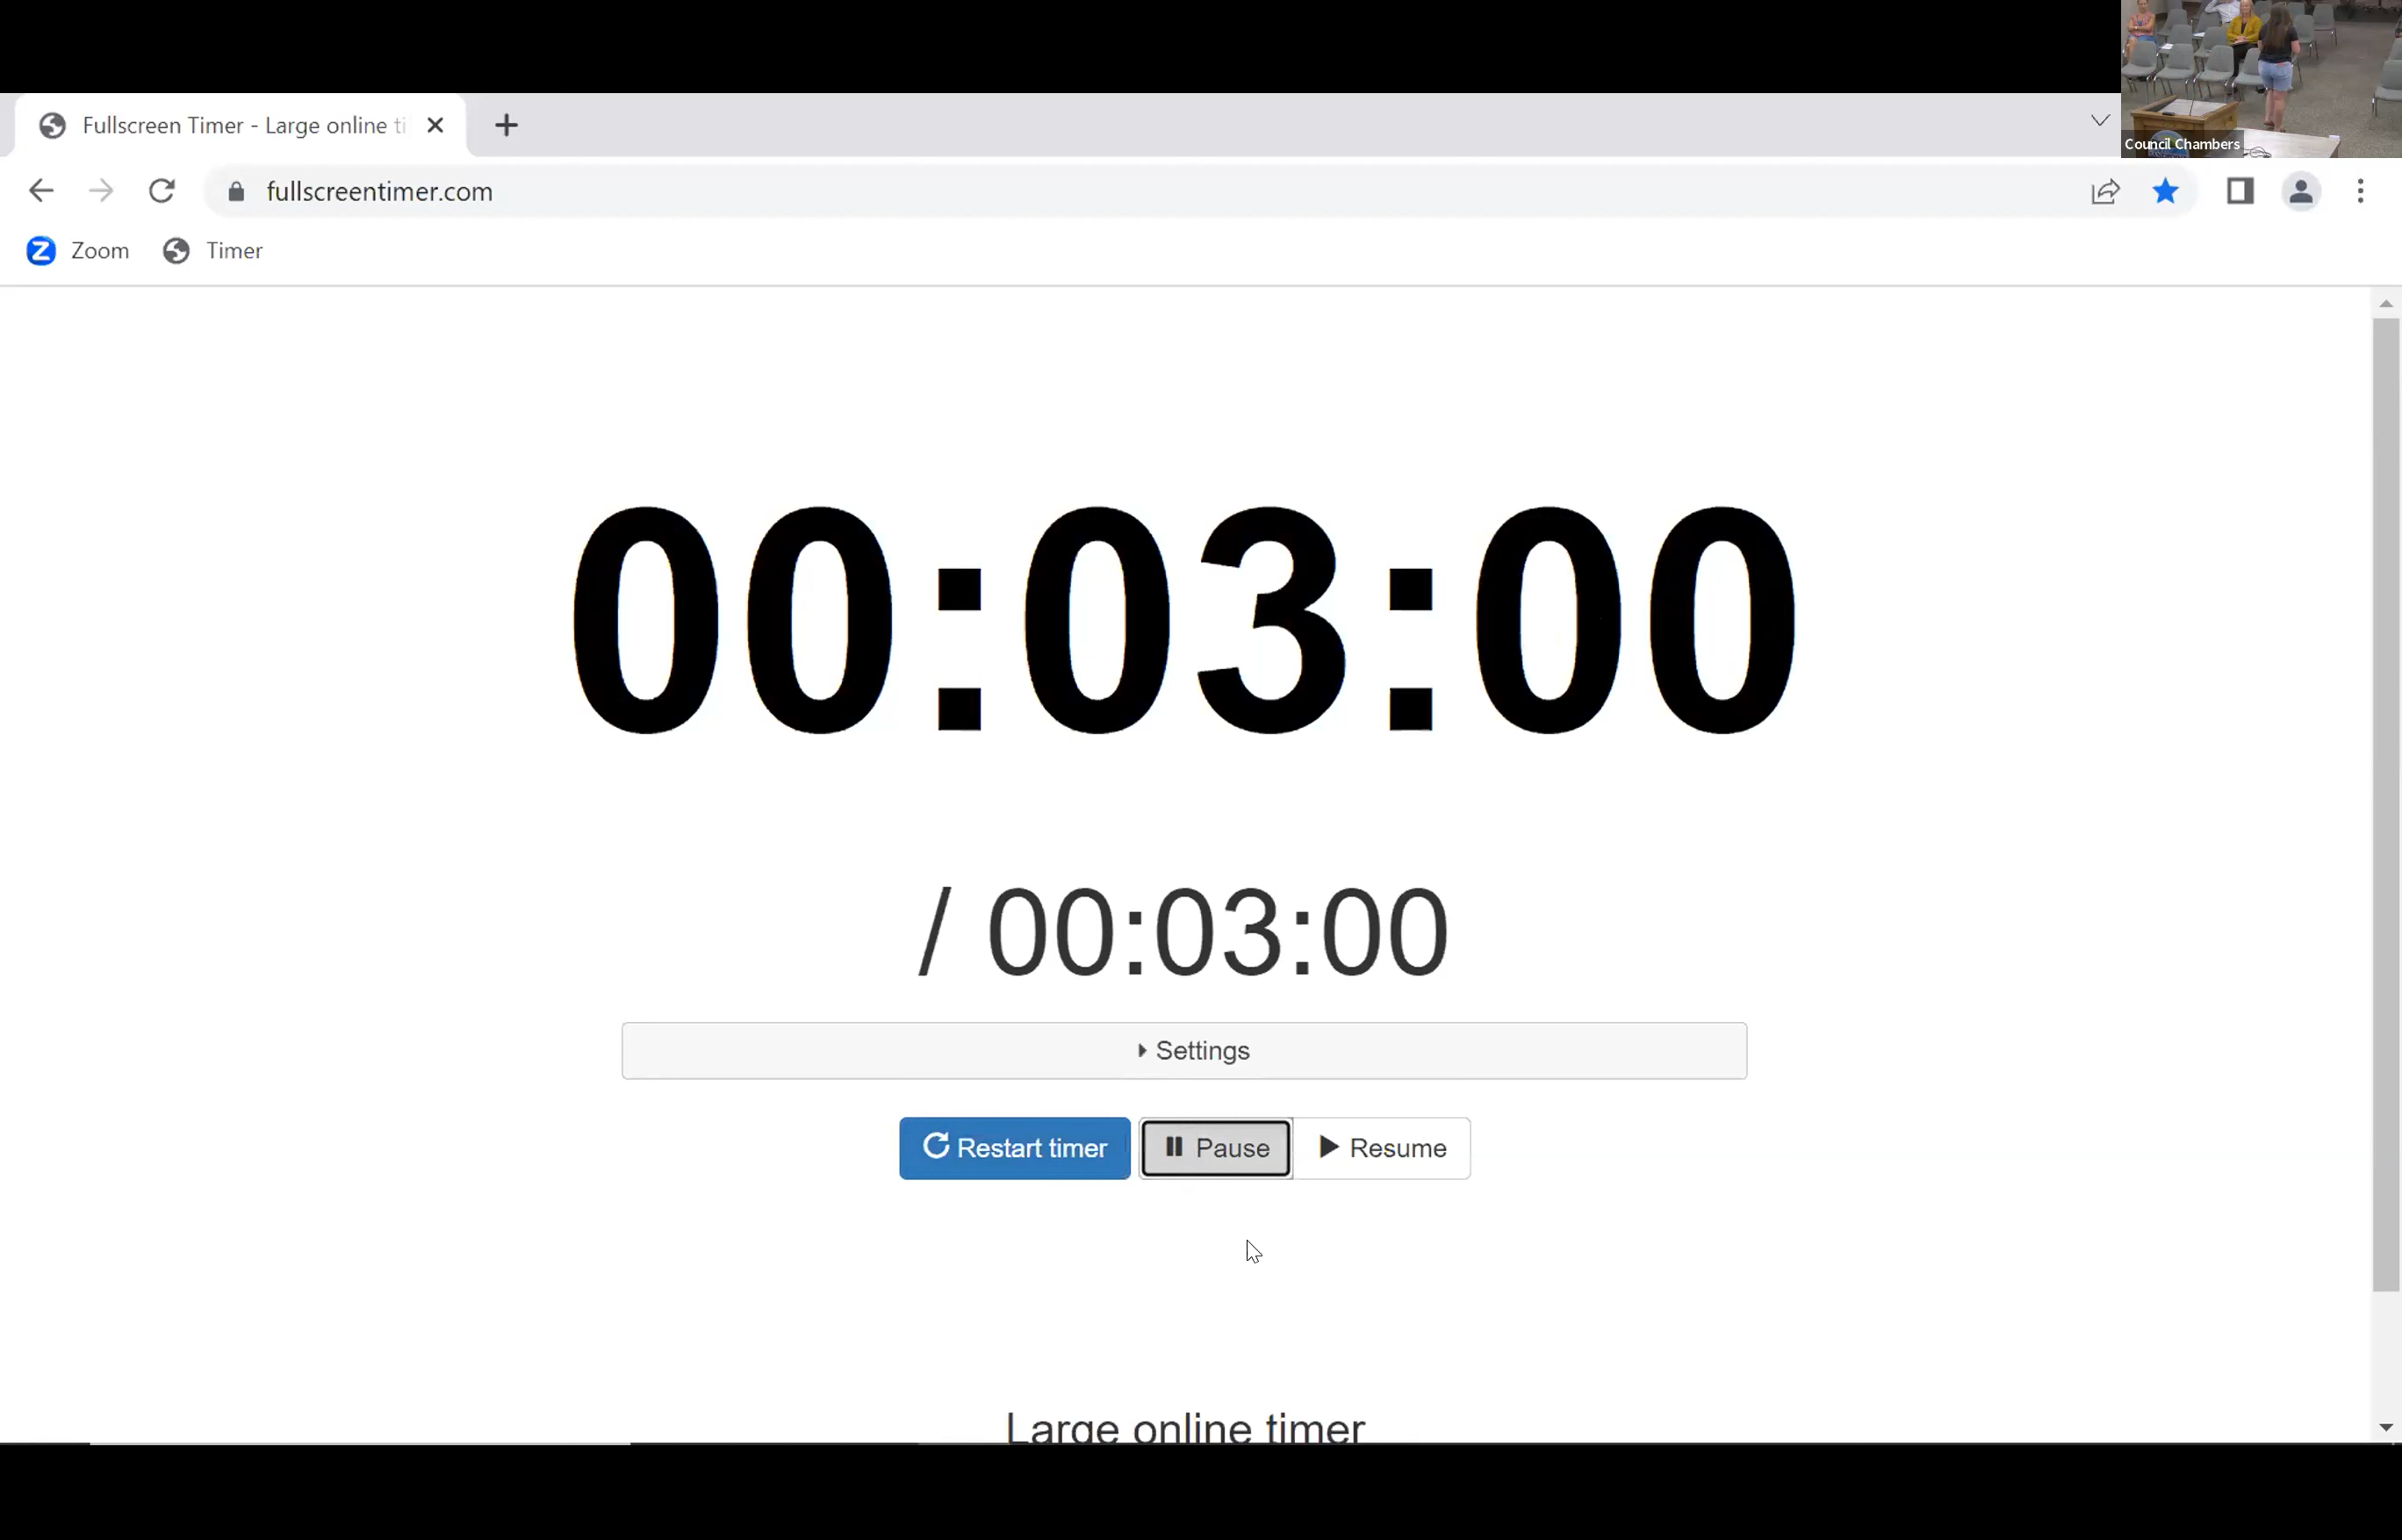 Fullscreen Timer - Large online ti
Council Chambers
fullscreentimer.com
Zoom
Timer
00:03:00
/ 00:03:00
Settings
Restart timer
Pause
Resume
Large online timer